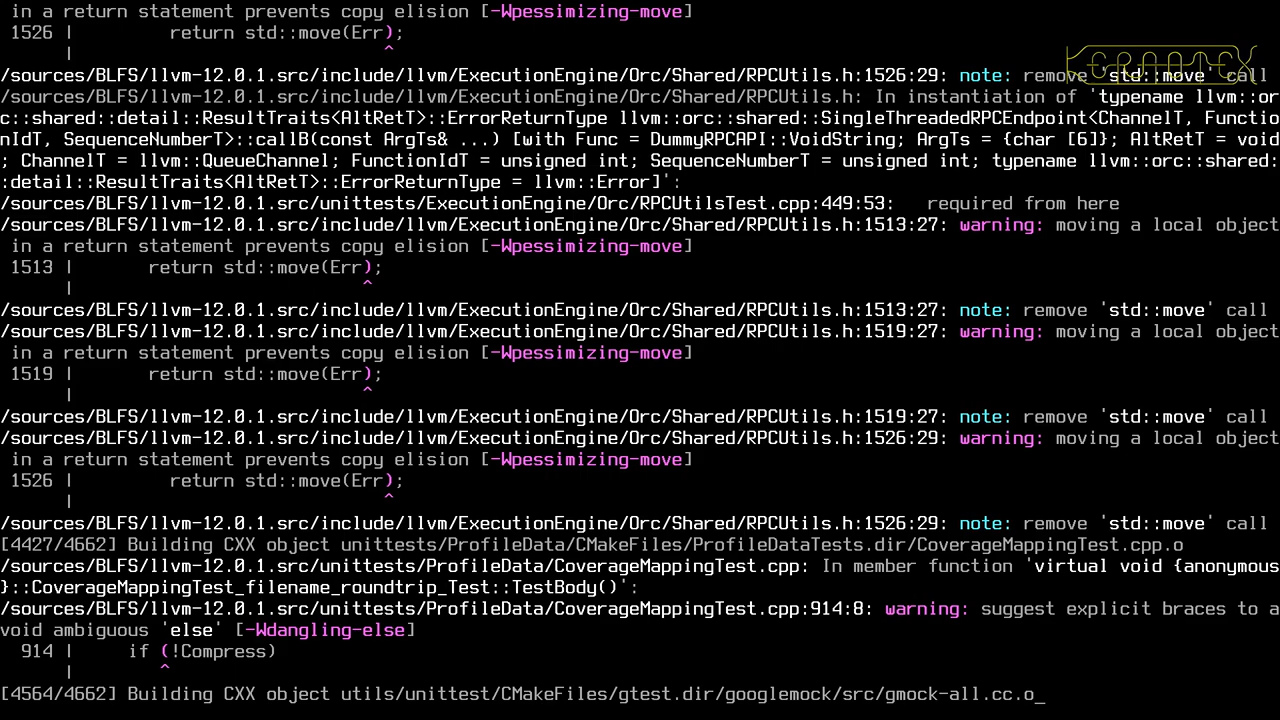 in a return statement prevents copy elision [-Wpessimizing-move]
1526 |         return std::move(Err);
     |                             ^
KERNOTEX
/sources/BLFS/llvm-12.0.1.src/include/llvm/ExecutionEngine/Orc/Shared/RPCUtils.h:1526:29: note: remove 'std::move' call
/sources/BLFS/llvm-12.0.1.src/include/llvm/ExecutionEngine/Orc/Shared/RPCUtils.h: In instantiation of 'typename llvm::or
c::shared::detail::ResultTraits<AltRetT>::ErrorReturnType llvm::orc::shared::SingleThreadedRPCEndpoint<ChannelT, Functio
nIdT, SequenceNumberT>::callB(const ArgTs& ...) [with Func = DummyRPCAPI::VoidString; ArgTs = {char [6]}; AltRetT = void
; ChannelT = llvm::QueueChannel; FunctionIdT = unsigned int; SequenceNumberT = unsigned int; typename llvm::orc::shared:
:detail::ResultTraits<AltRetT>::ErrorReturnType = llvm::Error]':
/sources/BLFS/llvm-12.0.1.src/unittests/ExecutionEngine/Orc/RPCUtilsTest.cpp:449:53:   required from here
/sources/BLFS/llvm-12.0.1.src/include/llvm/ExecutionEngine/Orc/Shared/RPCUtils.h:1513:27: warning: moving a local object
in a return statement prevents copy elision [-Wpessimizing-move]
1513 |       return std::move(Err);
     |                           ^
/sources/BLFS/llvm-12.0.1.src/include/llvm/ExecutionEngine/Orc/Shared/RPCUtils.h:1513:27: note: remove 'std::move' call
/sources/BLFS/llvm-12.0.1.src/include/llvm/ExecutionEngine/Orc/Shared/RPCUtils.h:1519:27: warning: moving a local object
in a return statement prevents copy elision [-Wpessimizing-move]
1519 |       return std::move(Err);
     |                           ^
/sources/BLFS/llvm-12.0.1.src/include/llvm/ExecutionEngine/Orc/Shared/RPCUtils.h:1519:27: note: remove 'std::move' call
/sources/BLFS/llvm-12.0.1.src/include/llvm/ExecutionEngine/Orc/Shared/RPCUtils.h:1526:29: warning: moving a local object
in a return statement prevents copy elision [-Wpessimizing-move]
1526 |         return std::move(Err);
     |                             ^
/sources/BLFS/llvm-12.0.1.src/include/llvm/ExecutionEngine/Orc/Shared/RPCUtils.h:1526:29: note: remove 'std::move' call
[4427/4662] Building CXX object unittests/ProfileData/CMakeFiles/ProfileDataTests.dir/CoverageMappingTest.cpp.o
/sources/BLFS/llvm-12.0.1.src/unittests/ProfileData/CoverageMappingTest.cpp: In member function 'virtual void {anonymous
}::CoverageMappingTest_filename_roundtrip_Test::TestBody()':
/sources/BLFS/llvm-12.0.1.src/unittests/ProfileData/CoverageMappingTest.cpp:914:8: warning: suggest explicit braces to a
void ambiguous 'else' [-Wdangling-else]
 914 |     if (!Compress)
     |        ^
[4564/4662] Building CXX object utils/unittest/CMakeFiles/gtest.dir/googlemock/src/gmock-all.cc.o_